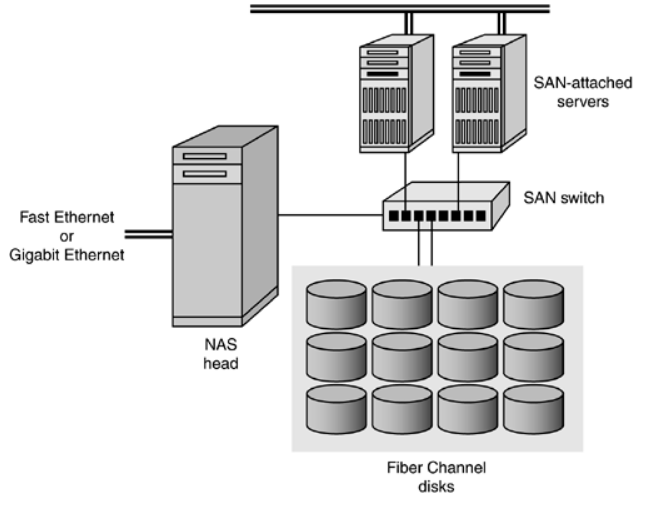 SAN-attached
servers
SAN switch
Fast Ethernet
or
Gigabit Ethernet
NAS
head
Fiber Channel
disks